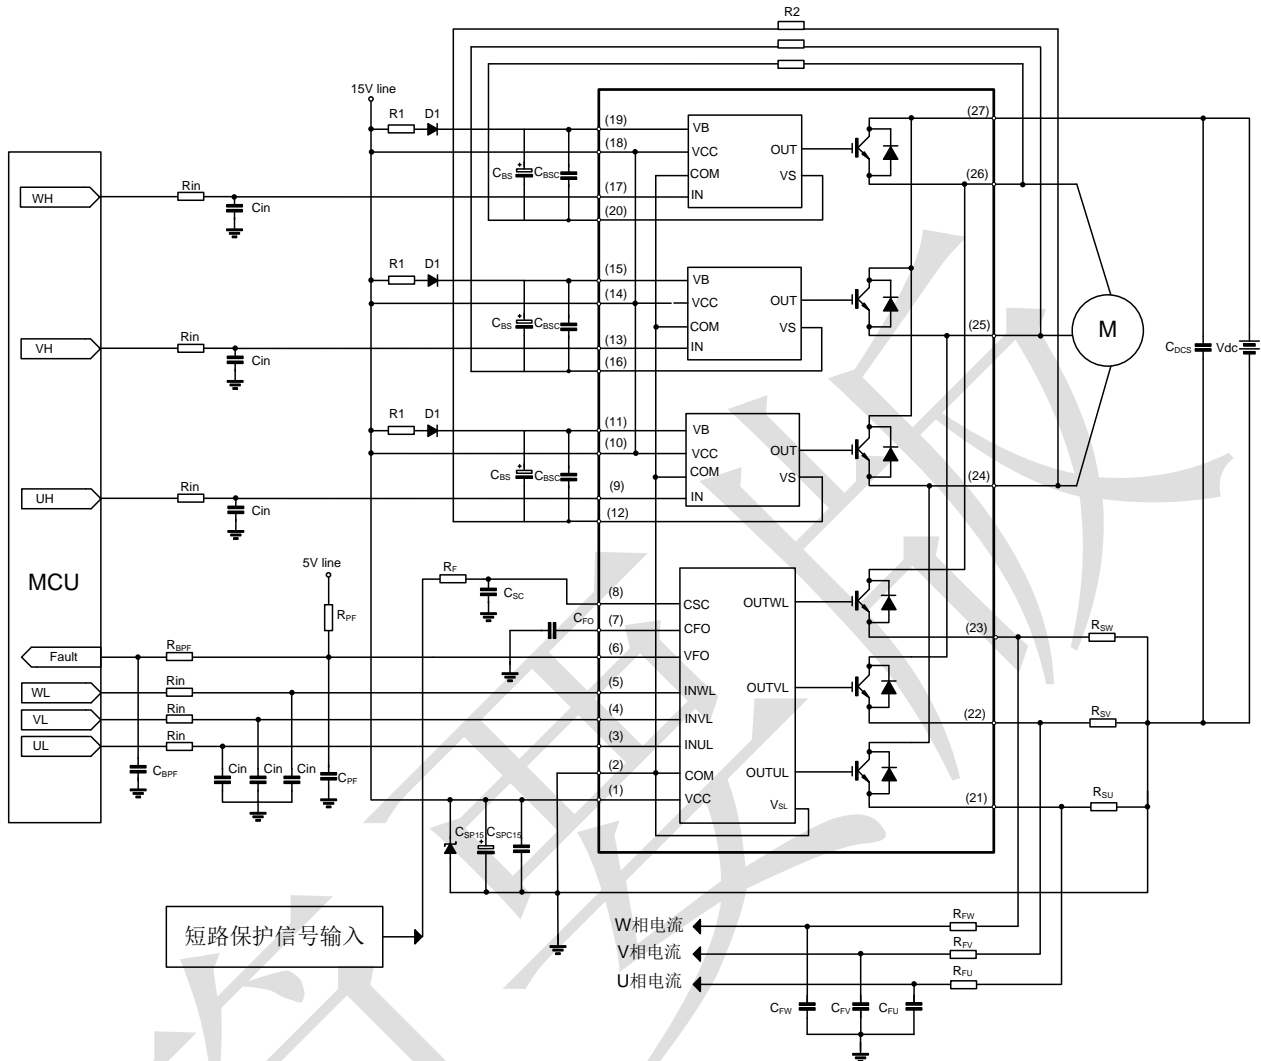 R2
15V line
R1 D1
(27)
(19)
VB
(18)
VCC
OUT
COM
VS
CBS
CBSC
(17)
IN
(26)
(20)
WH
Rin
Cin
R1 D1
(15)
VB
(14)
VCC
OUT
COM
VS
CBS
CBSC
(13)
IN
(25)
(16)
VH
Rin
Cin
M
CDCS
Vdc
R1 D1
(11)
VB
(10)
VCC
OUT
COM
VS
CBS
CBSC
(9)
IN
(24)
(12)
UH
Rin
Cin
MCU
5V line
RPF
RF
CSC
CFO
(8)
CSC
OUTWL
(7)
CFO
(23)
RSW
Fault
RBPF
(6)
VFO
WL
Rin
(5)
INWL
OUTVL
VL
Rin
(4)
INVL
(22)
RSV
UL
Rin
(3)
INUL
CBPF
Cin
Cin
Cin
CPF
(2)
COM
OUTUL
(1)
VCC
VSL
(21)
RSU
CSP15
CSPC15
短路保护信号输入
W相电流
RFW
V相电流
RFV
U相电流
RFU
CFW
CFV
CFU